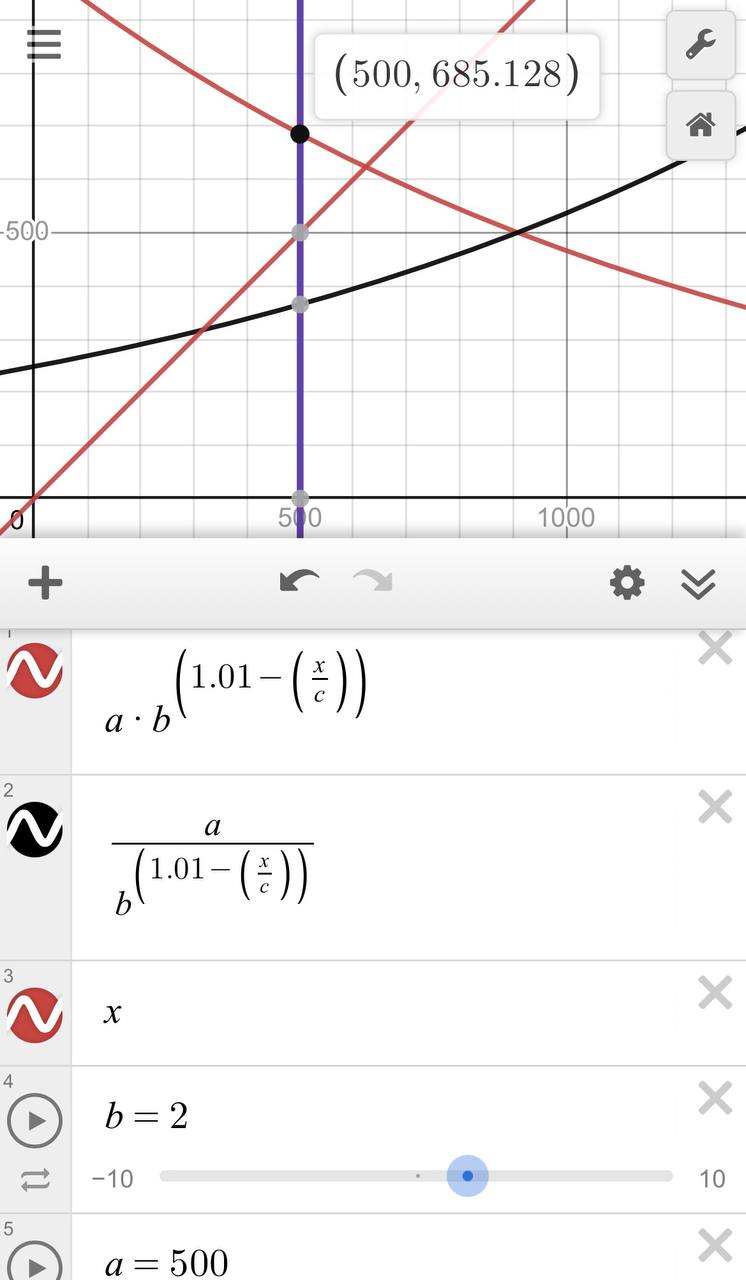 (500, 685.128)
500
0
500
1000
1
a · b^(1.01 − (x/c))
2
a / b^(1.01 − (x/c))
3
x
4
b = 2
−10
10
5
a = 500